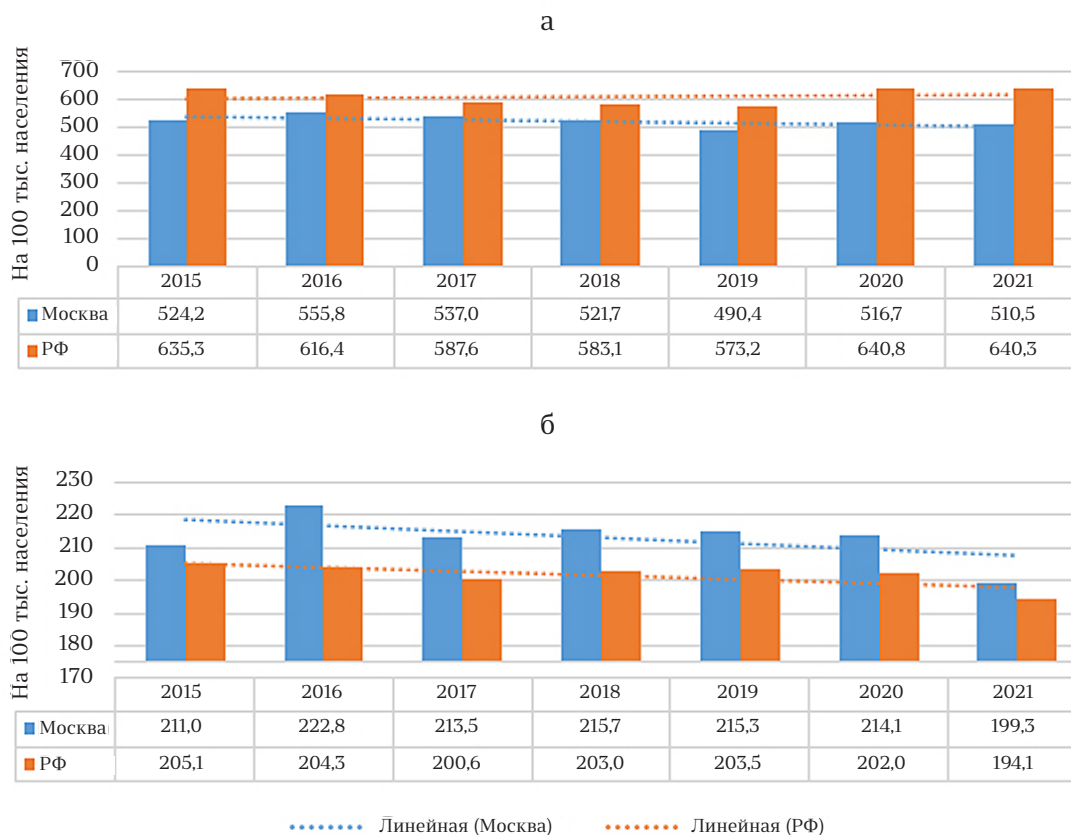 а
На 100 тыс. населения
700
600
500
400
300
200
100
0
2015 2016 2017 2018 2019 2020 2021
Москва 524,2 555,8 537,0 521,7 490,4 516,7 510,5
РФ 635,3 616,4 587,6 583,1 573,2 640,8 640,3
б
На 100 тыс. населения
230
220
210
200
190
180
170
2015 2016 2017 2018 2019 2020 2021
Москва 211,0 222,8 213,5 215,7 215,3 214,1 199,3
РФ 205,1 204,3 200,6 203,0 203,5 202,0 194,1
Линейная (Москва) Линейная (РФ)